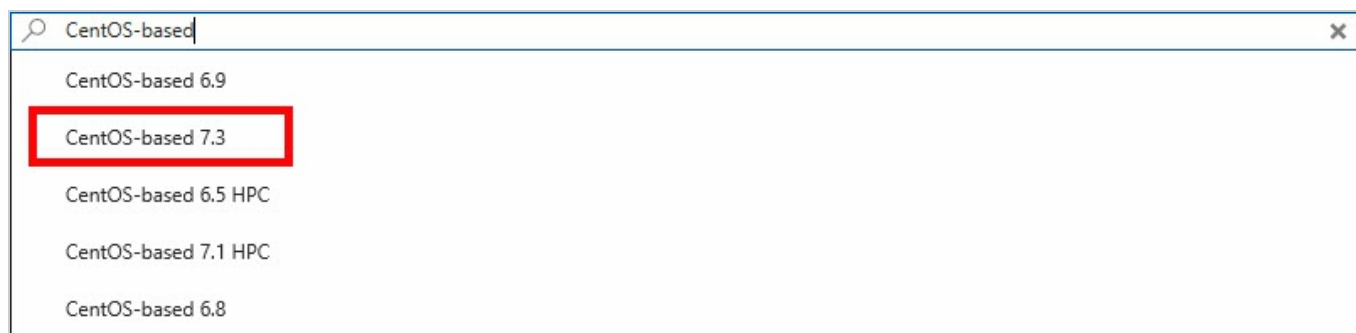 CentOS-based
CentOS-based 6.9
CentOS-based 7.3
CentOS-based 6.5 HPC
CentOS-based 7.1 HPC
CentOS-based 6.8